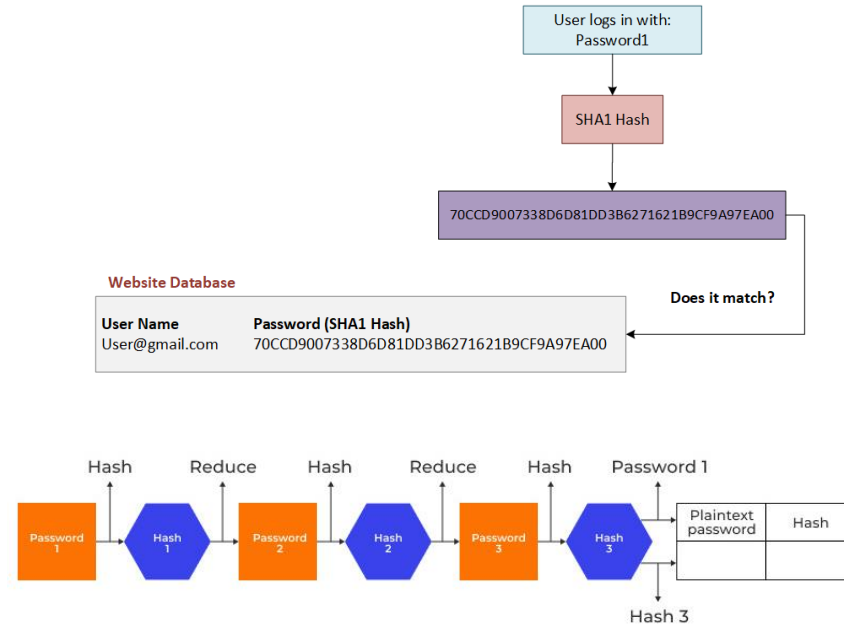 User logs in with:
Password1
SHA1 Hash
70CCD9007338D6D81DD3B6271621B9CF9A97EA00
Website Database
Does it match?
User Name Password (SHA1 Hash)
User@gmail.com 70CCD9007338D6D81DD3B6271621B9CF9A97EA00
Hash Reduce Hash Reduce Hash Password 1
Password
1
Hash
1
Password
2
Hash
2
Password
3
Hash
3
Plaintext
password
Hash
Hash 3